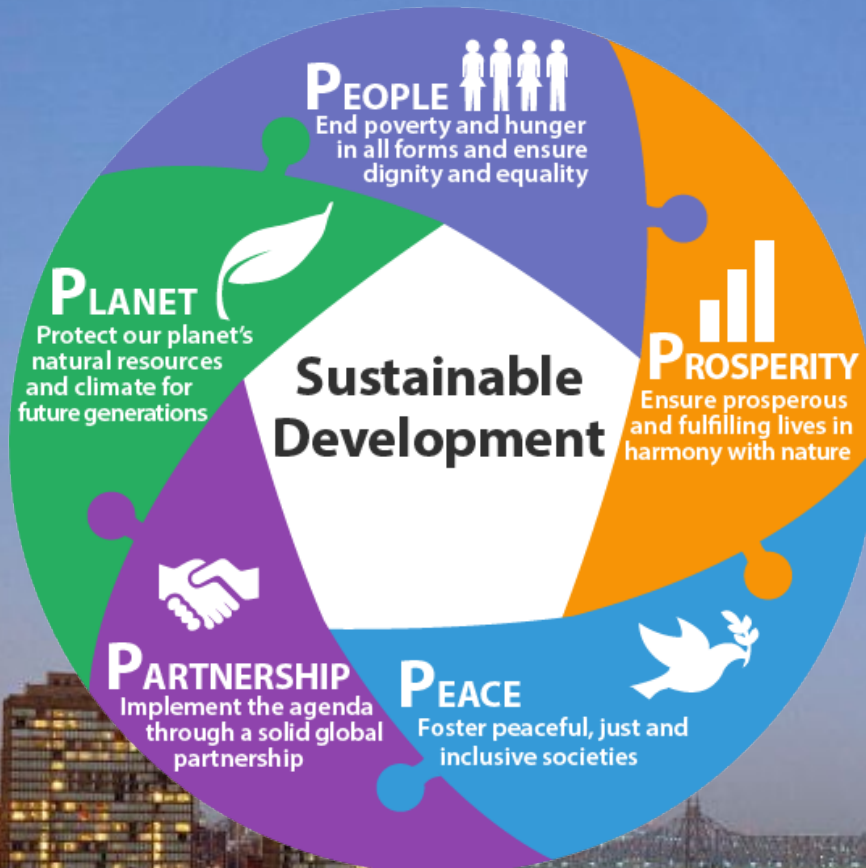 PEOPLE
End poverty and hunger
in all forms and ensure
dignity and equality
PLANET
Protect our planet's
natural resources
and climate for
future generations
Sustainable
Development
PROSPERITY
Ensure prosperous
and fulfilling lives in
harmony with nature
PARTNERSHIP
Implement the agenda
through a solid global
partnership
PEACE
Foster peaceful, just and
inclusive societies